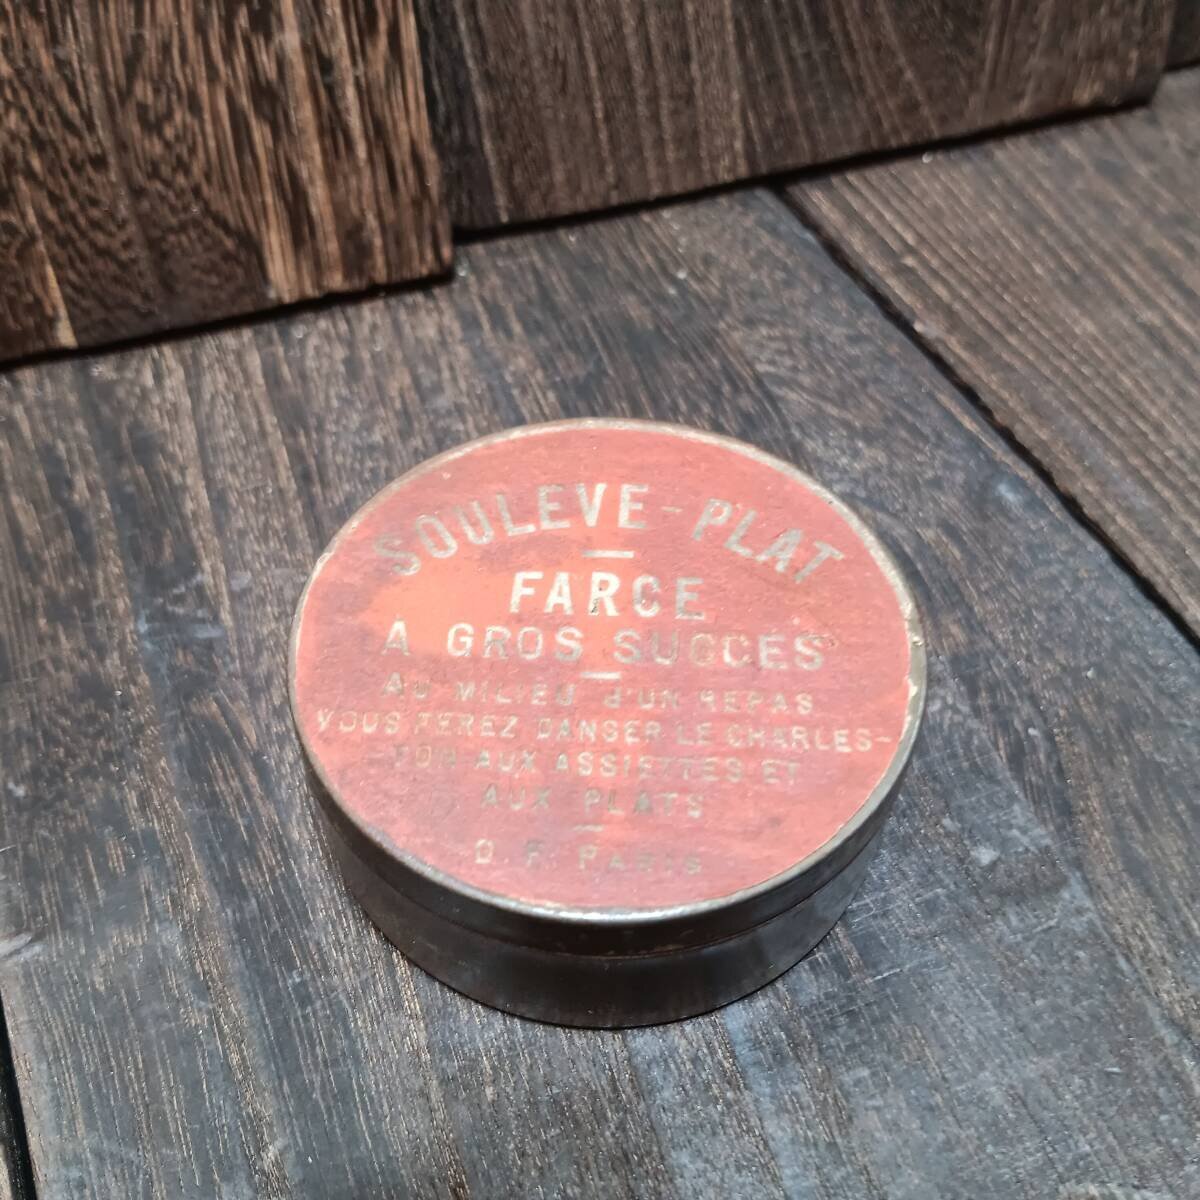 SOULEVE-PLAT
FARCE
A GROS SUCCES
AU MILIEU d'UN REPAS
VOUS FEREZ DANSER LE CHARLES-
TON AUX ASSIETTES ET
AUX PLATS
D. F. PARIS